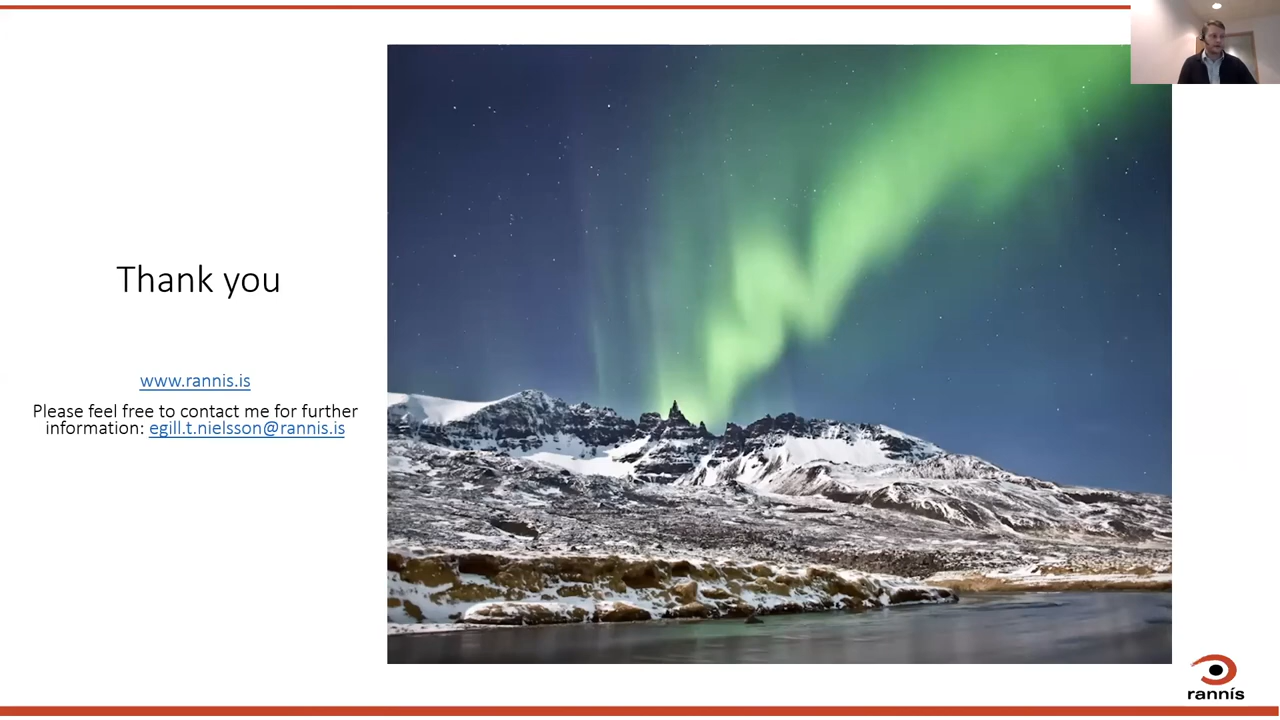 Thank you
www.rannis.is
Please feel free to contact me for further
information: egill.t.nielsson@rannis.is
rannís